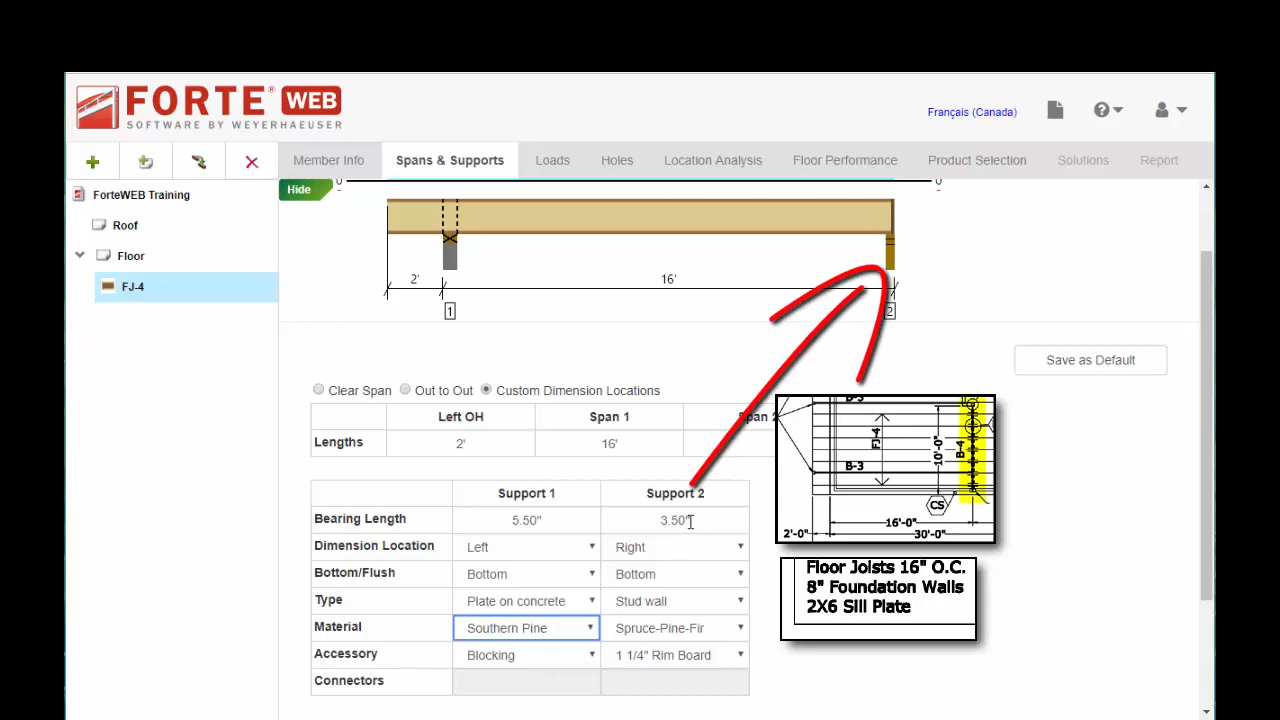 FORTE® WEB
SOFTWARE BY WEYERHAEUSER
Français (Canada)
Member Info
Spans & Supports
Loads
Holes
Location Analysis
Floor Performance
Product Selection
Solutions
Report
ForteWEB Training
Roof
Floor
FJ-4
Hide
0 0
2' 16'
1 2
Save as Default
Clear Span Out to Out Custom Dimension Locations
Left OH Span 1 Span 2
Lengths 2' 16'
Support 1 Support 2
Bearing Length 5.50" 3.50"
Dimension Location Left Right
Bottom/Flush Bottom Bottom
Type Plate on concrete Stud wall
Material Southern Pine Spruce-Pine-Fir
Accessory Blocking 1 1/4" Rim Board
Connectors
B-3
FJ-4
10'-0"
B-4
B-3
CS
16'-0"
2'-0" 30'-0"
Floor Joists 16" O.C.
8" Foundation Walls
2X6 Sill Plate